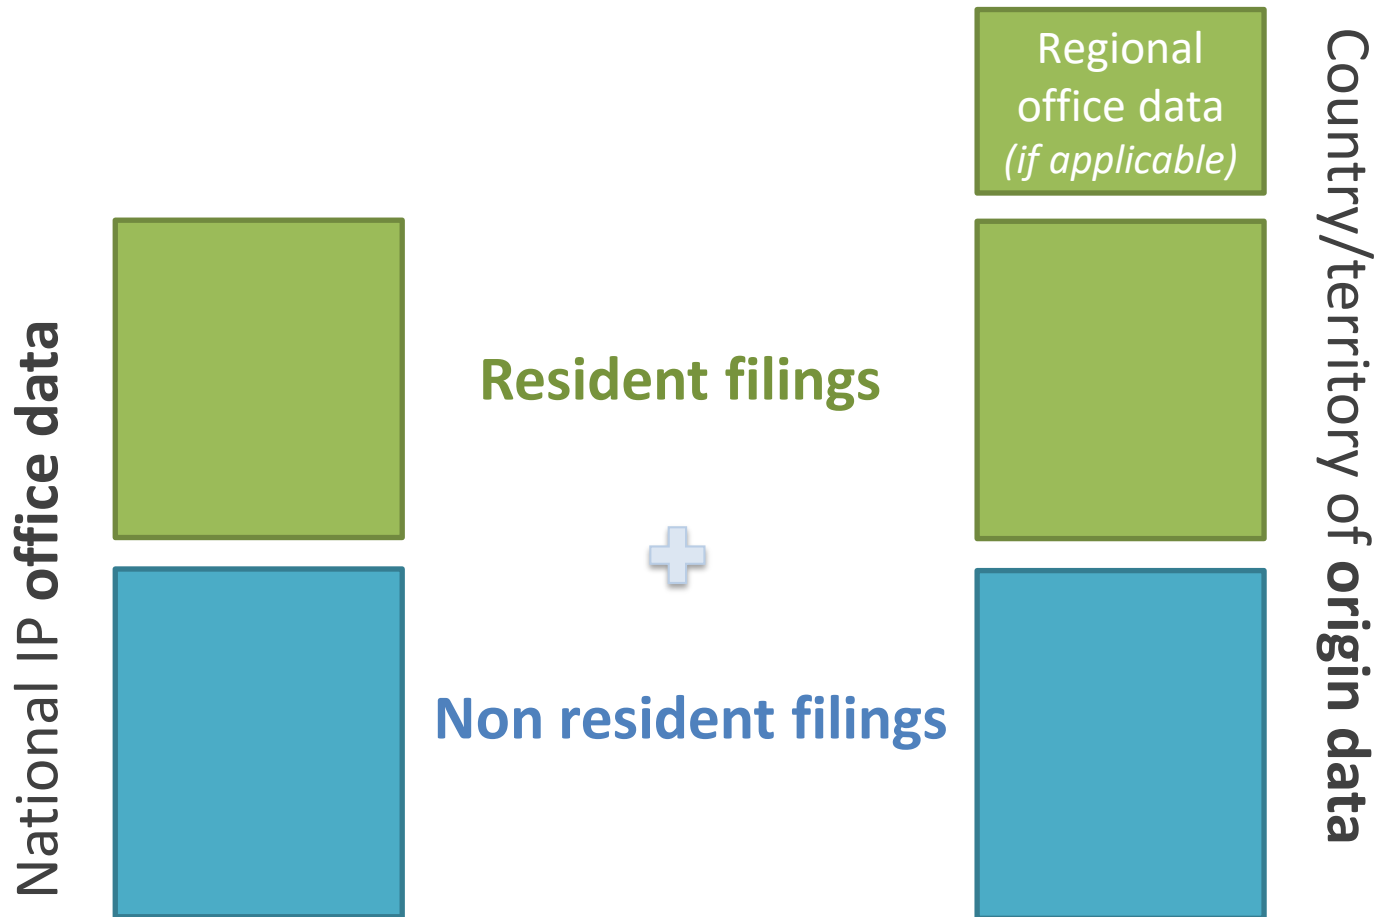 National IP office data
Regional
office data
(if applicable)
Resident filings
Non resident filings
Country/territory of origin data